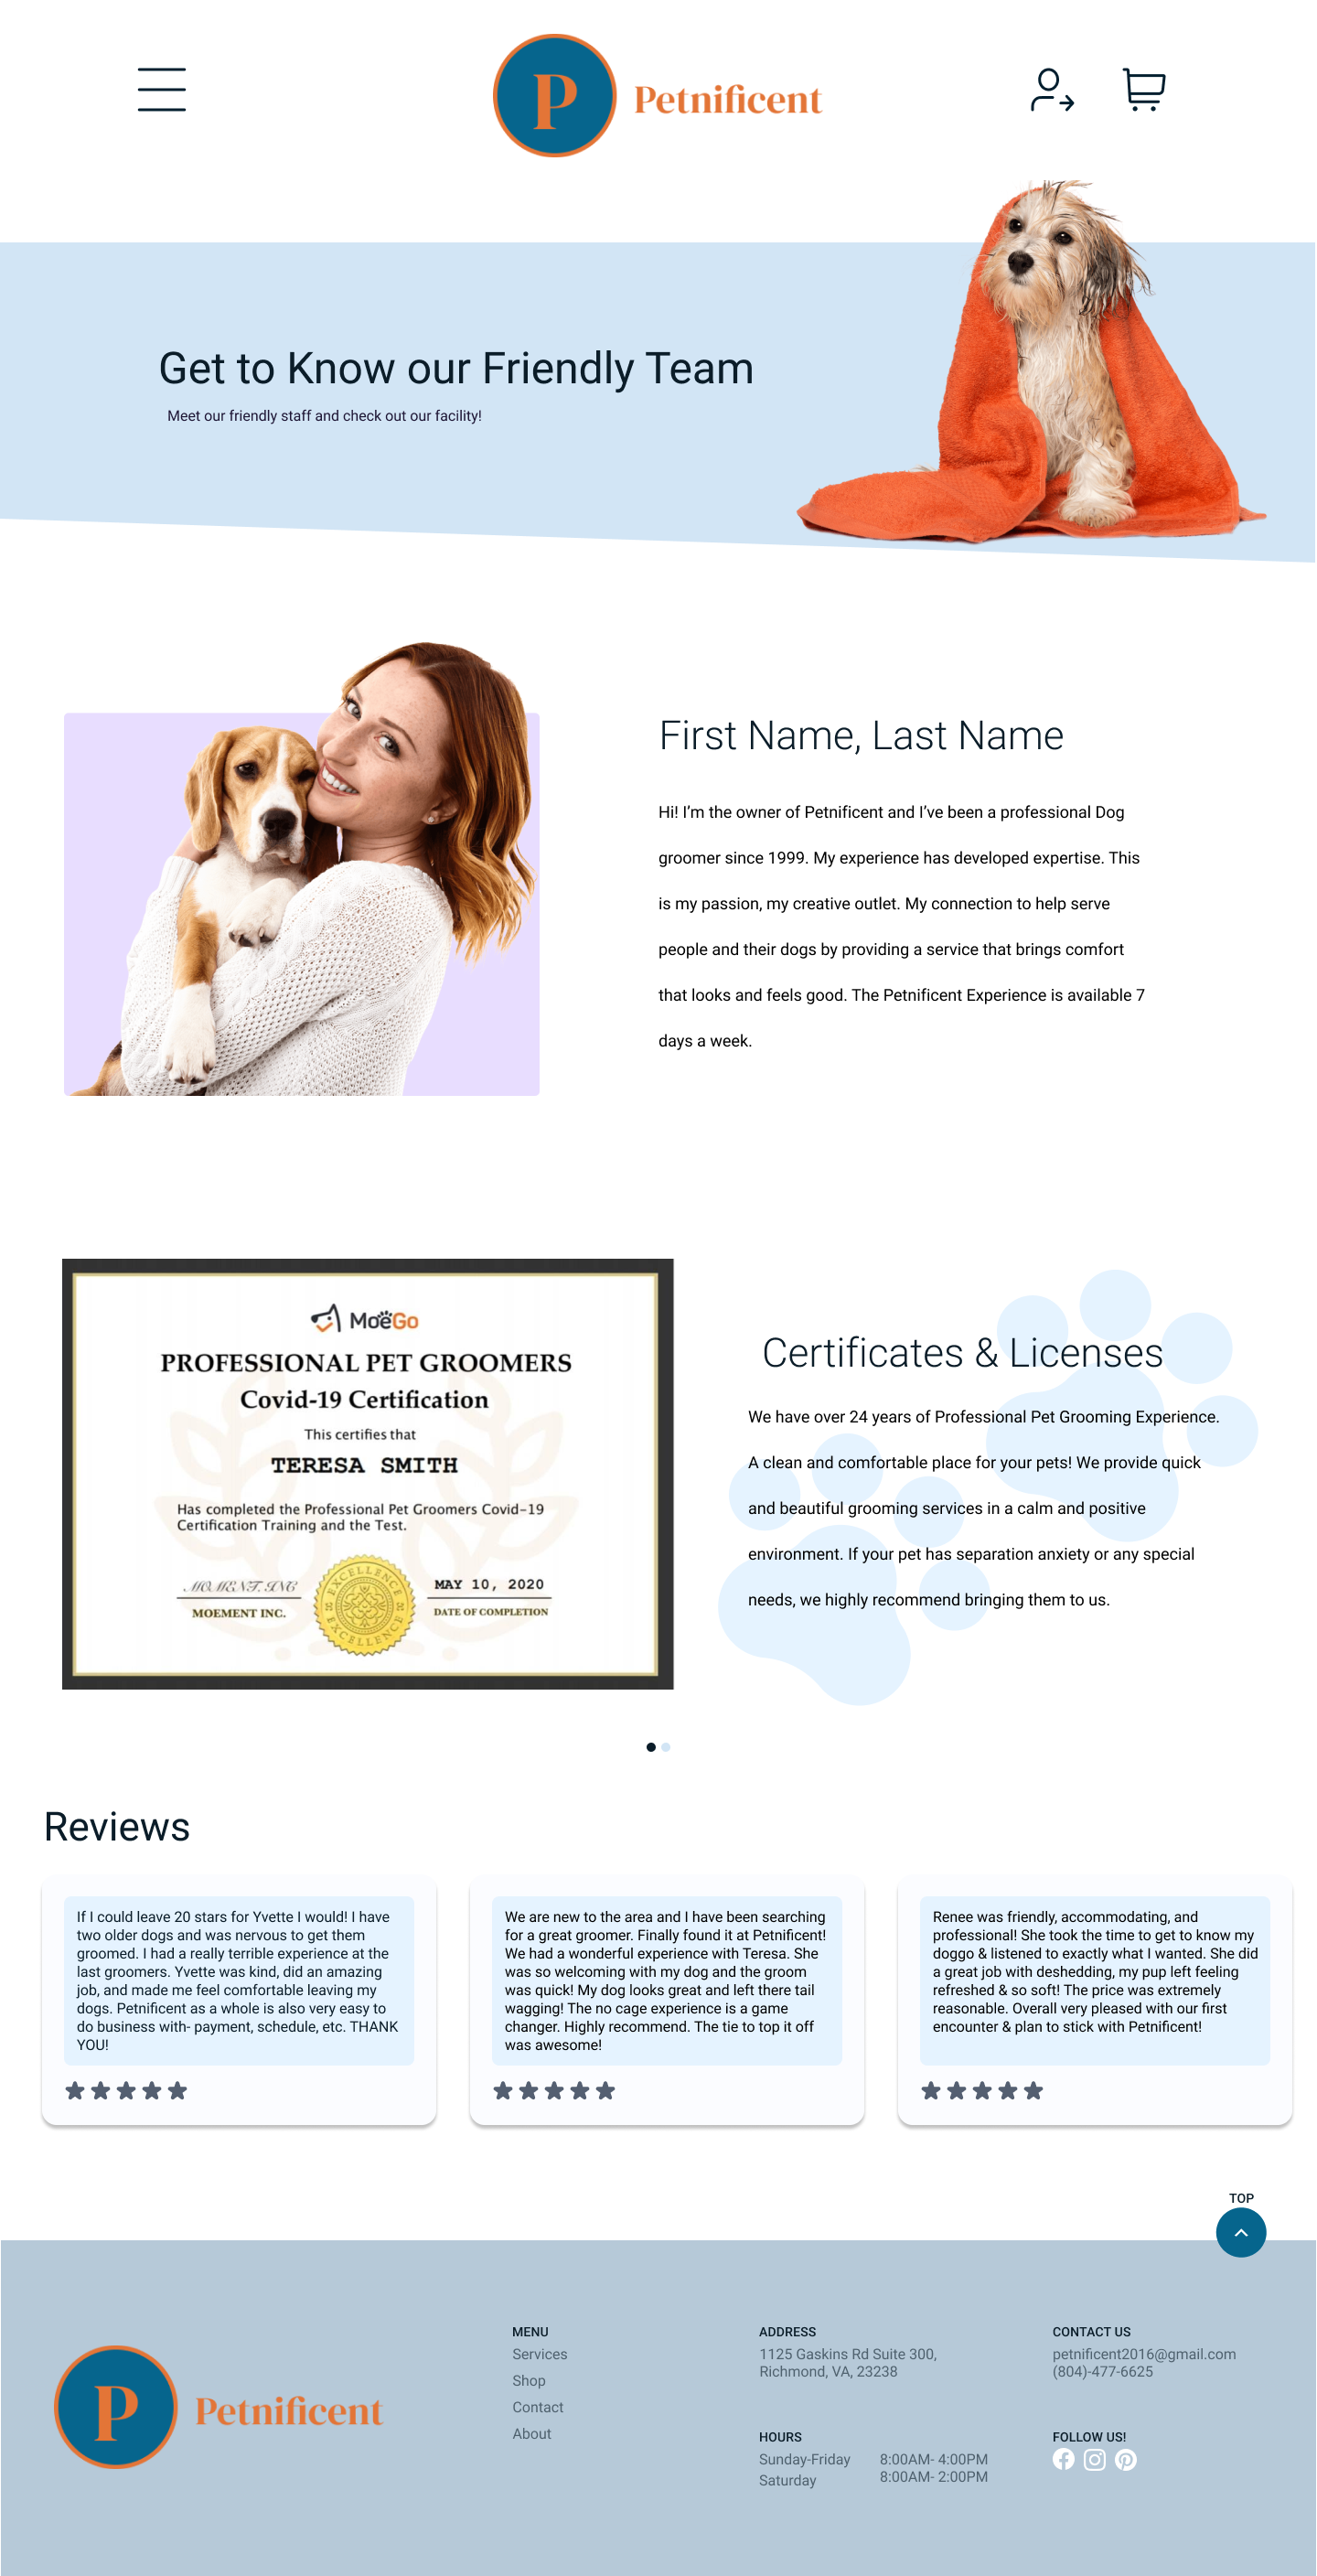 P Petnificent
Get to Know our Friendly Team
Meet our friendly staff and check out our facility!
First Name, Last Name
Hi! I’m the owner of Petnificent and I’ve been a professional Dog
groomer since 1999. My experience has developed expertise. This
is my passion, my creative outlet. My connection to help serve
people and their dogs by providing a service that brings comfort
that looks and feels good. The Petnificent Experience is available 7
days a week.
MoeGo
PROFESSIONAL PET GROOMERS
Covid-19 Certification
This certifies that
TERESA SMITH
Has completed the Professional Pet Groomers Covid-19
Certification Training and the Test.
MOMENT. INC
MOEMENT INC.
EXCELLENCE
EXCELLENCE
MAY 10, 2020
DATE OF COMPLETION
Certificates & Licenses
We have over 24 years of Professional Pet Grooming Experience.
A clean and comfortable place for your pets! We provide quick
and beautiful grooming services in a calm and positive
environment. If your pet has separation anxiety or any special
needs, we highly recommend bringing them to us.
Reviews
If I could leave 20 stars for Yvette I would! I have
two older dogs and was nervous to get them
groomed. I had a really terrible experience at the
last groomers. Yvette was kind, did an amazing
job, and made me feel comfortable leaving my
dogs. Petnificent as a whole is also very easy to
do business with- payment, schedule, etc. THANK
YOU!
We are new to the area and I have been searching
for a great groomer. Finally found it at Petnificent!
We had a wonderful experience with Teresa. She
was so welcoming with my dog and the groom
was quick! My dog looks great and left there tail
wagging! The no cage experience is a game
changer. Highly recommend. The tie to top it off
was awesome!
Renee was friendly, accommodating, and
professional! She took the time to get to know my
doggo & listened to exactly what I wanted. She did
a great job with deshedding, my pup left feeling
refreshed & so soft! The price was extremely
reasonable. Overall very pleased with our first
encounter & plan to stick with Petnificent!
TOP
P Petnificent
MENU
Services
Shop
Contact
About
ADDRESS
1125 Gaskins Rd Suite 300,
Richmond, VA, 23238
HOURS
Sunday-Friday 8:00AM- 4:00PM
Saturday 8:00AM- 2:00PM
CONTACT US
petnificent2016@gmail.com
(804)-477-6625
FOLLOW US!